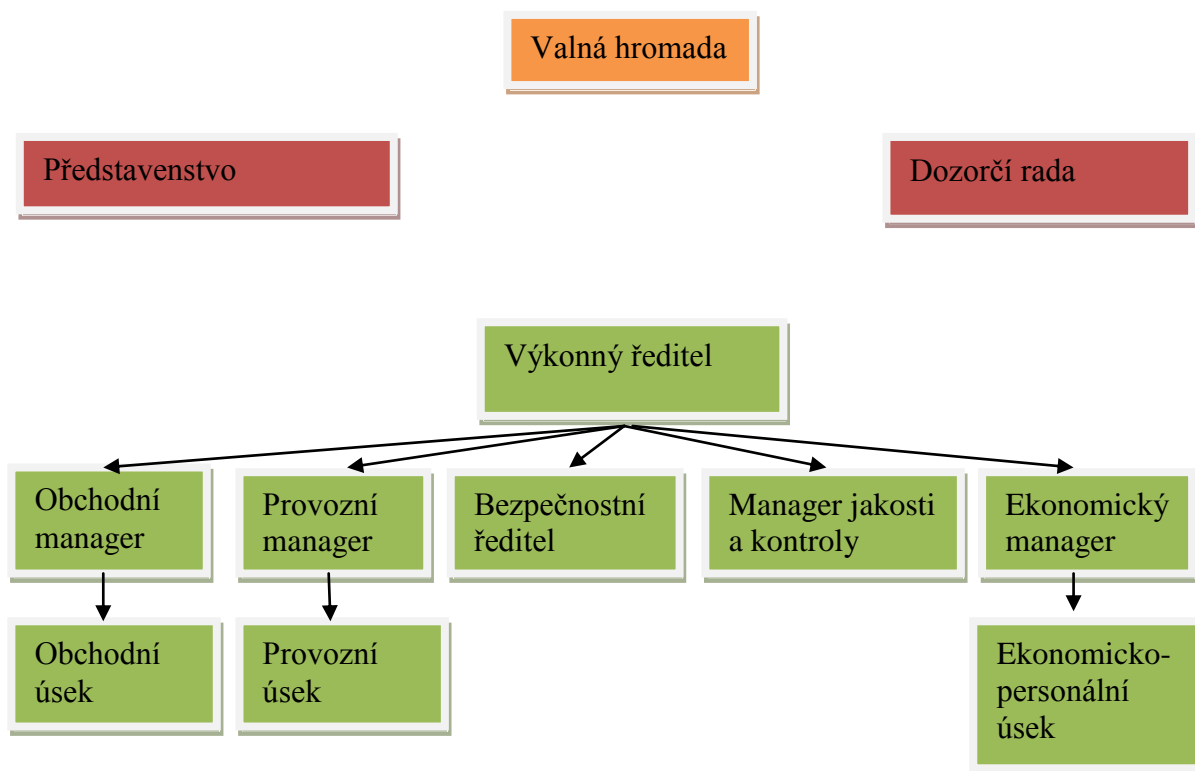 Valná hromada
Představenstvo
Dozorčí rada
Výkonný ředitel
Obchodní
manager
Provozní
manager
Bezpečnostní
ředitel
Manager jakosti
a kontroly
Ekonomický
manager
Obchodní
úsek
Provozní
úsek
Ekonomicko-
personální
úsek